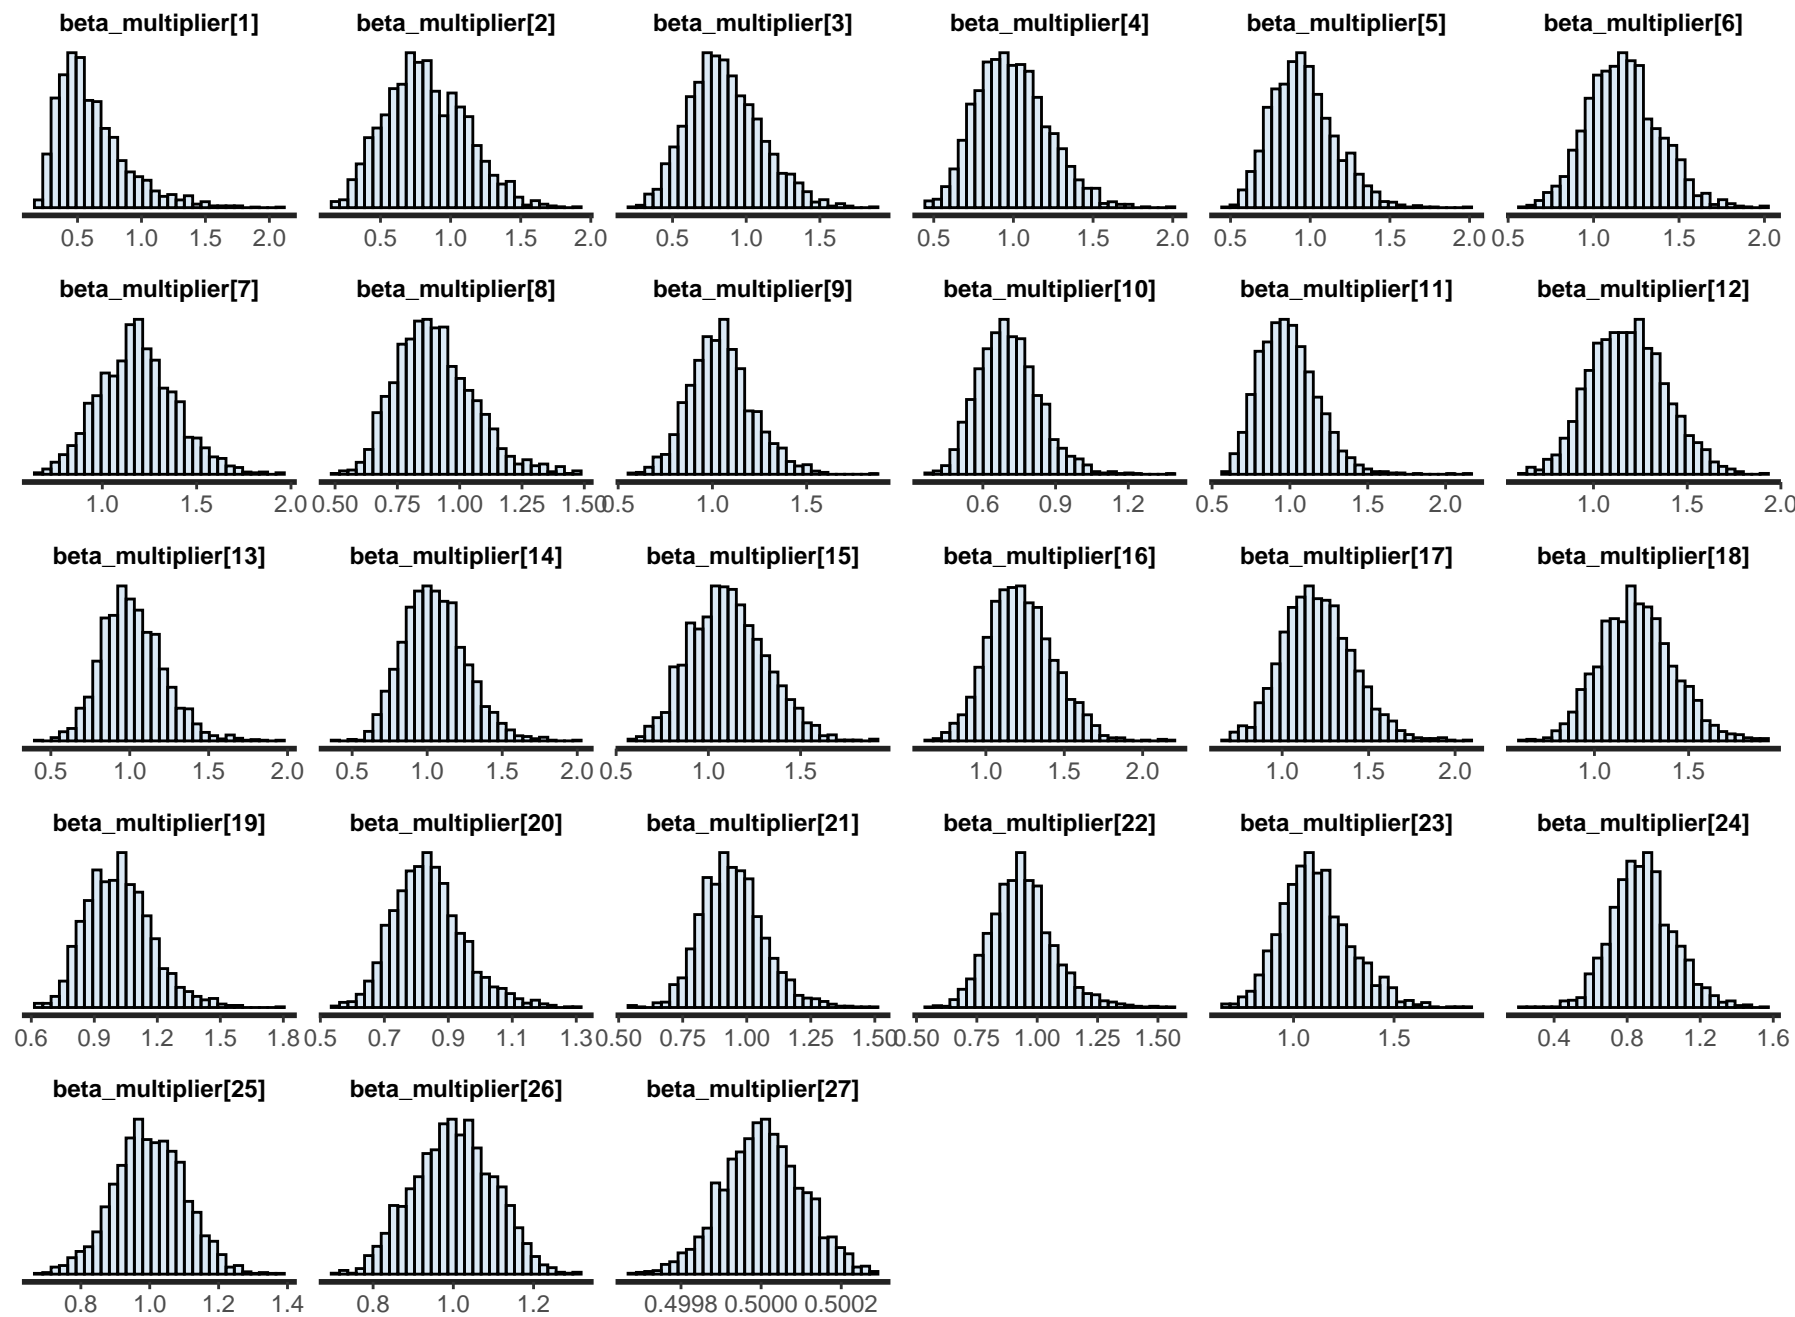 beta_multiplier[1] beta_multiplier[2] beta_multiplier[3] beta_multiplier[4] beta_multiplier[5] beta_multiplier[6]
0.5 1.0 1.5 2.0 0.5 1.0 1.5 2.0 0.5 1.0 1.5 0.5 1.0 1.5 2.0 0.5 1.0 1.5 2.0 0.5 1.0 1.5 2.0
beta_multiplier[7] beta_multiplier[8] beta_multiplier[9] beta_multiplier[10] beta_multiplier[11] beta_multiplier[12]
1.0 1.5 2.0 0.50 0.75 1.00 1.25 1.50 0.5 1.0 1.5 0.6 0.9 1.2 0.5 1.0 1.5 2.0 1.0 1.5 2.0
beta_multiplier[13] beta_multiplier[14] beta_multiplier[15] beta_multiplier[16] beta_multiplier[17] beta_multiplier[18]
0.5 1.0 1.5 2.0 0.5 1.0 1.5 2.0 0.5 1.0 1.5 1.0 1.5 2.0 1.0 1.5 2.0 1.0 1.5
beta_multiplier[19] beta_multiplier[20] beta_multiplier[21] beta_multiplier[22] beta_multiplier[23] beta_multiplier[24]
0.6 0.9 1.2 1.5 1.8 0.5 0.7 0.9 1.1 1.3 0.50 0.75 1.00 1.25 1.50 0.50 0.75 1.00 1.25 1.50 1.0 1.5 0.4 0.8 1.2 1.6
beta_multiplier[25] beta_multiplier[26] beta_multiplier[27]
0.8 1.0 1.2 1.4 0.8 1.0 1.2 0.4998 0.5000 0.5002